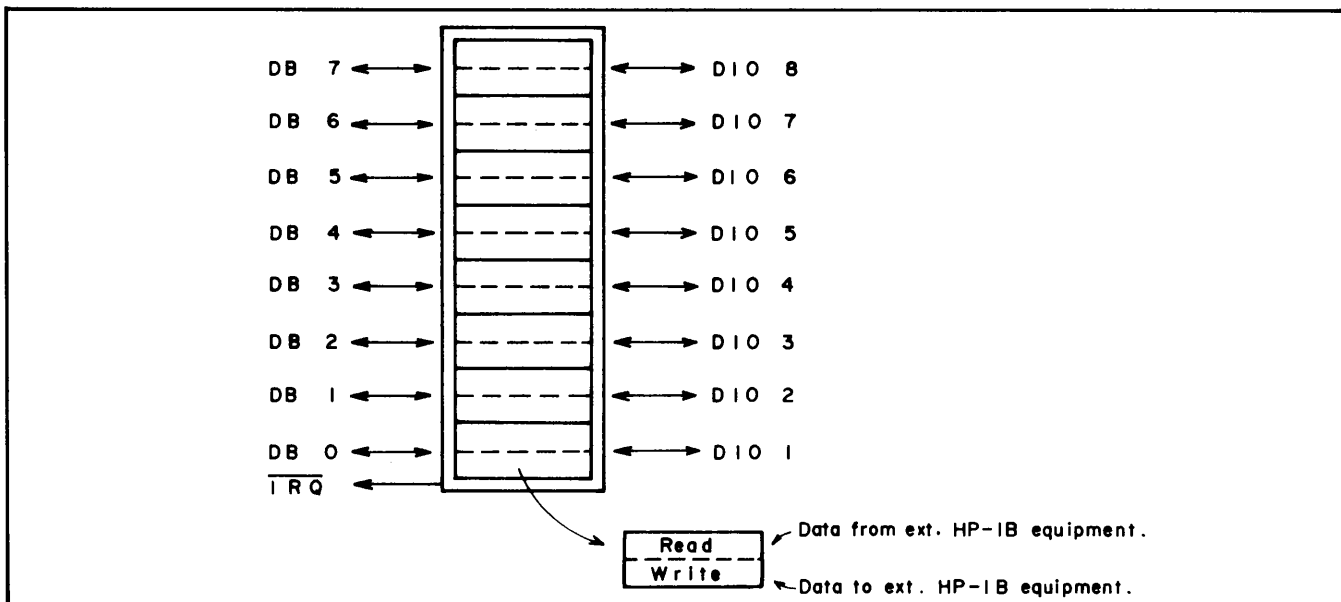 DB 7 DIO 8
DB 6 DIO 7
DB 5 DIO 6
DB 4 DIO 5
DB 3 DIO 4
DB 2 DIO 3
DB 1 DIO 2
DB 0 DIO 1
IRQ
Read
Write
Data from ext. HP-IB equipment.
Data to ext. HP-IB equipment.